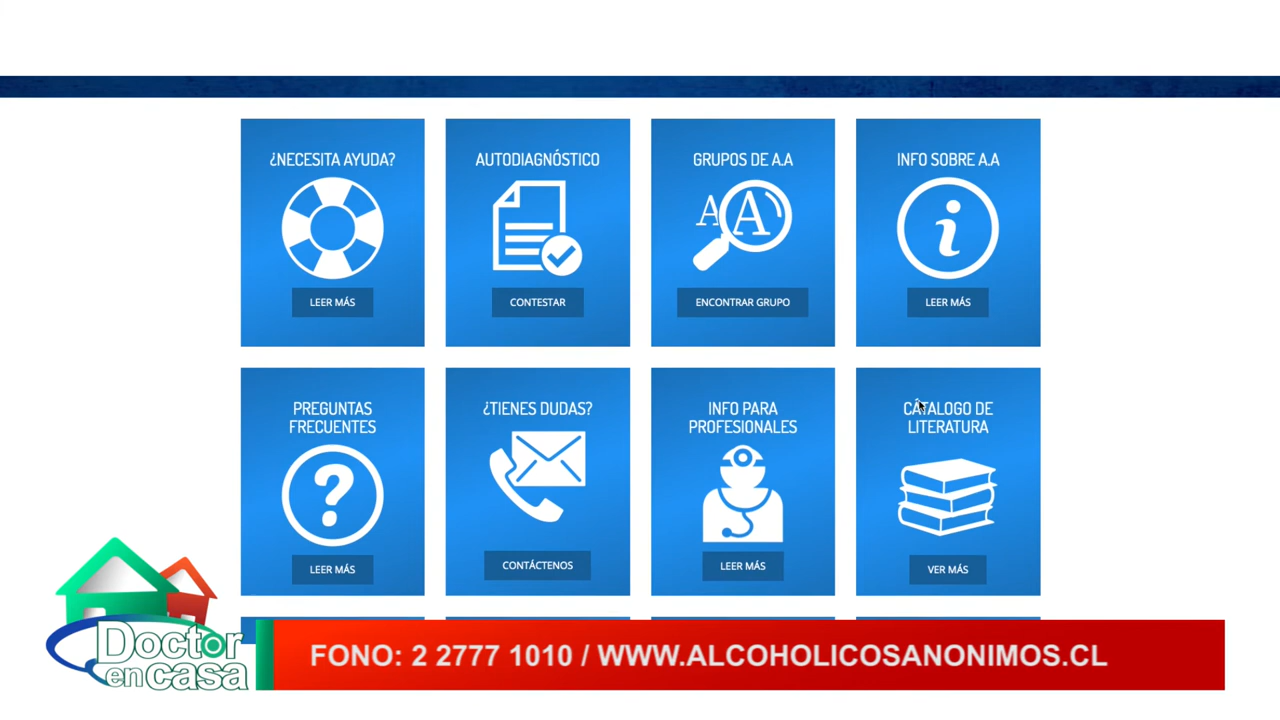 ¿NECESITA AYUDA?
LEER MÁS
AUTODIAGNÓSTICO
CONTESTAR
GRUPOS DE A.A
AA
ENCONTRAR GRUPO
INFO SOBRE A.A
i
LEER MÁS
PREGUNTAS
FRECUENTES
?
LEER MÁS
¿TIENES DUDAS?
CONTÁCTENOS
INFO PARA
PROFESIONALES
LEER MÁS
CATALOGO DE
LITERATURA
VER MÁS
Doctor
en casa
FONO: 2 2777 1010 / WWW.ALCOHOLICOSANONIMOS.CL